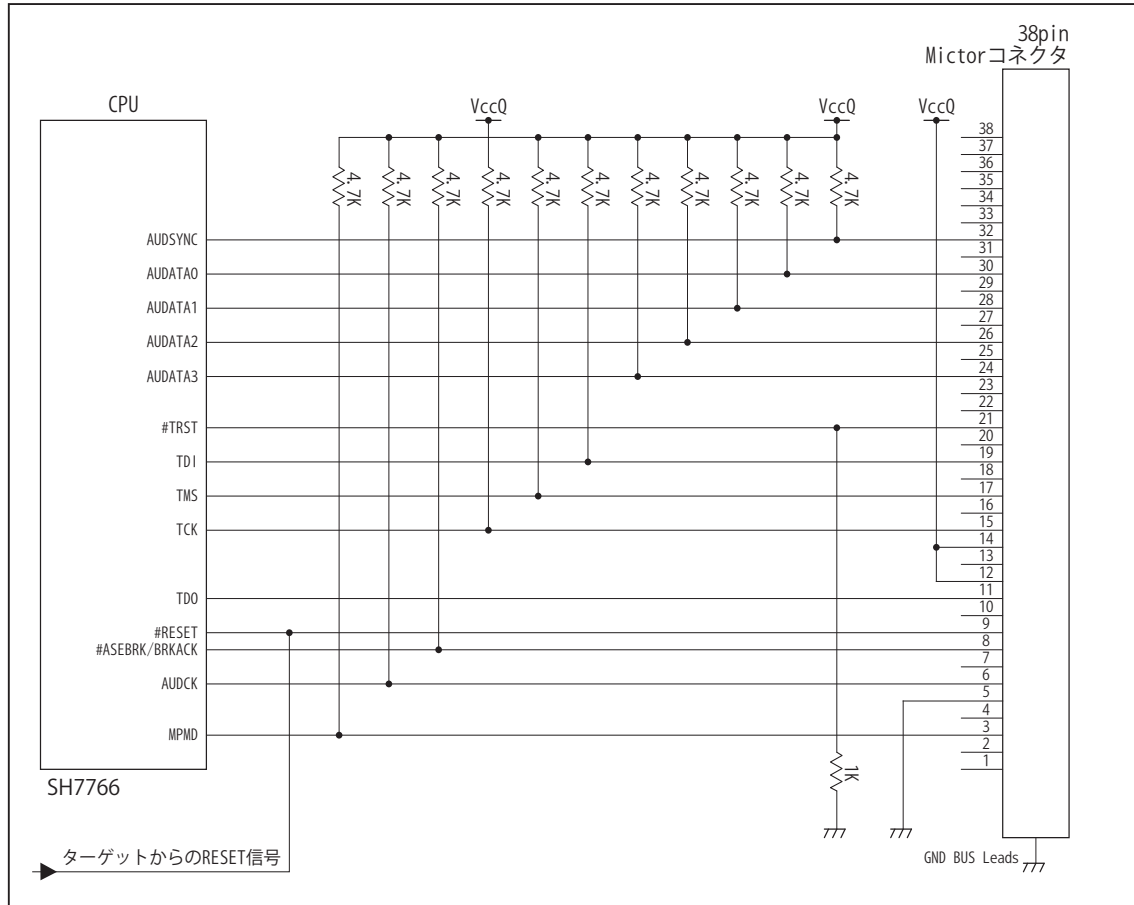 38pin
Mictorコネクタ
CPU
VccQ
VccQ
VccQ
4.7K
4.7K
4.7K
4.7K
4.7K
4.7K
4.7K
4.7K
4.7K
4.7K
4.7K
38
37
36
35
34
33
32
31
30
29
28
27
26
25
24
23
22
21
20
19
18
17
16
15
14
13
12
11
10
9
8
7
6
5
4
3
2
1
AUDSYNC
AUDATA0
AUDATA1
AUDATA2
AUDATA3
#TRST
TDI
TMS
TCK
TDO
#RESET
#ASEBRK/BRKACK
AUDCK
MPMD
1K
SH7766
ターゲットからのRESET信号
GND BUS Leads